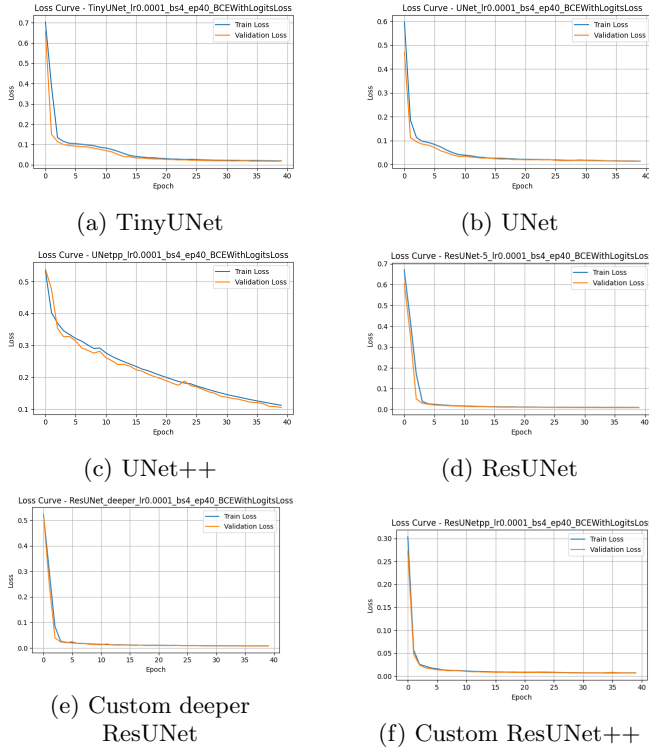 Loss Curve - TinyUNet_lr0.0001_bs4_ep40_BCEWithLogitsLoss
Train Loss
Validation Loss
0.7
0.6
0.5
0.4
0.3
0.2
0.1
0.0
Loss
0 5 10 15 20 25 30 35 40
Epoch
(a) TinyUNet
Loss Curve - UNet_lr0.0001_bs4_ep40_BCEWithLogitsLoss
Train Loss
Validation Loss
0.6
0.5
0.4
0.3
0.2
0.1
0.0
Loss
0 5 10 15 20 25 30 35 40
Epoch
(b) UNet
Loss Curve - UNetpp_lr0.0001_bs4_ep40_BCEWithLogitsLoss
Train Loss
Validation Loss
0.5
0.4
0.3
0.2
0.1
Loss
0 5 10 15 20 25 30 35 40
Epoch
(c) UNet++
Loss Curve - ResUNet-5_lr0.0001_bs4_ep40_BCEWithLogitsLoss
Train Loss
Validation Loss
0.7
0.6
0.5
0.4
0.3
0.2
0.1
0.0
Loss
0 5 10 15 20 25 30 35 40
Epoch
(d) ResUNet
Loss Curve - ResUNet_deeper_lr0.0001_bs4_ep40_BCEWithLogitsLoss
Train Loss
Validation Loss
0.5
0.4
0.3
0.2
0.1
0.0
Loss
0 5 10 15 20 25 30 35 40
Epoch
(e) Custom deeper
ResUNet
Loss Curve - ResUNetpp_lr0.0001_bs4_ep40_BCEWithLogitsLoss
Train Loss
Validation Loss
0.30
0.25
0.20
0.15
0.10
0.05
0.00
Loss
0 5 10 15 20 25 30 35 40
Epoch
(f) Custom ResUNet++